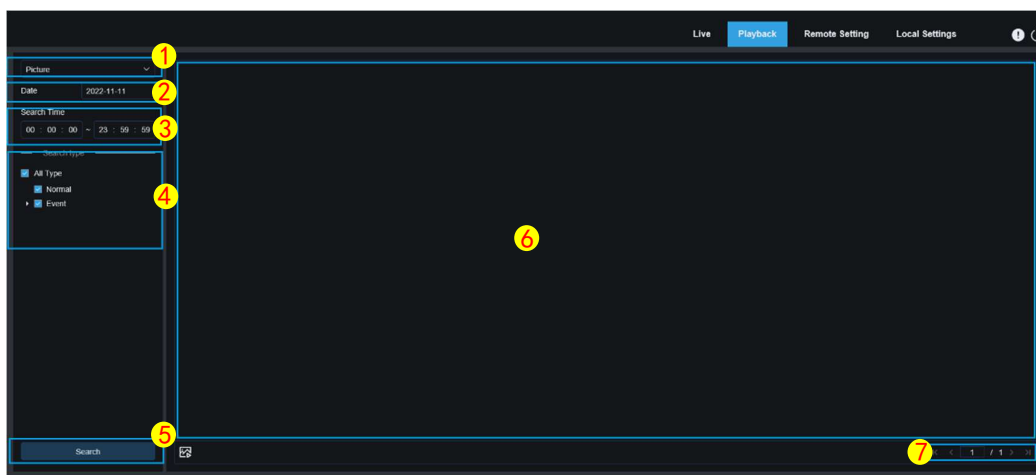 Live Playback Remote Setting Local Settings
1
Picture
2
Date 2022-11-11
Search Time
3
00 : 00 : 00 ~ 23 : 59 : 59
Search type
All Type
4
Normal
Event
6
5
Search
7
1 / 1